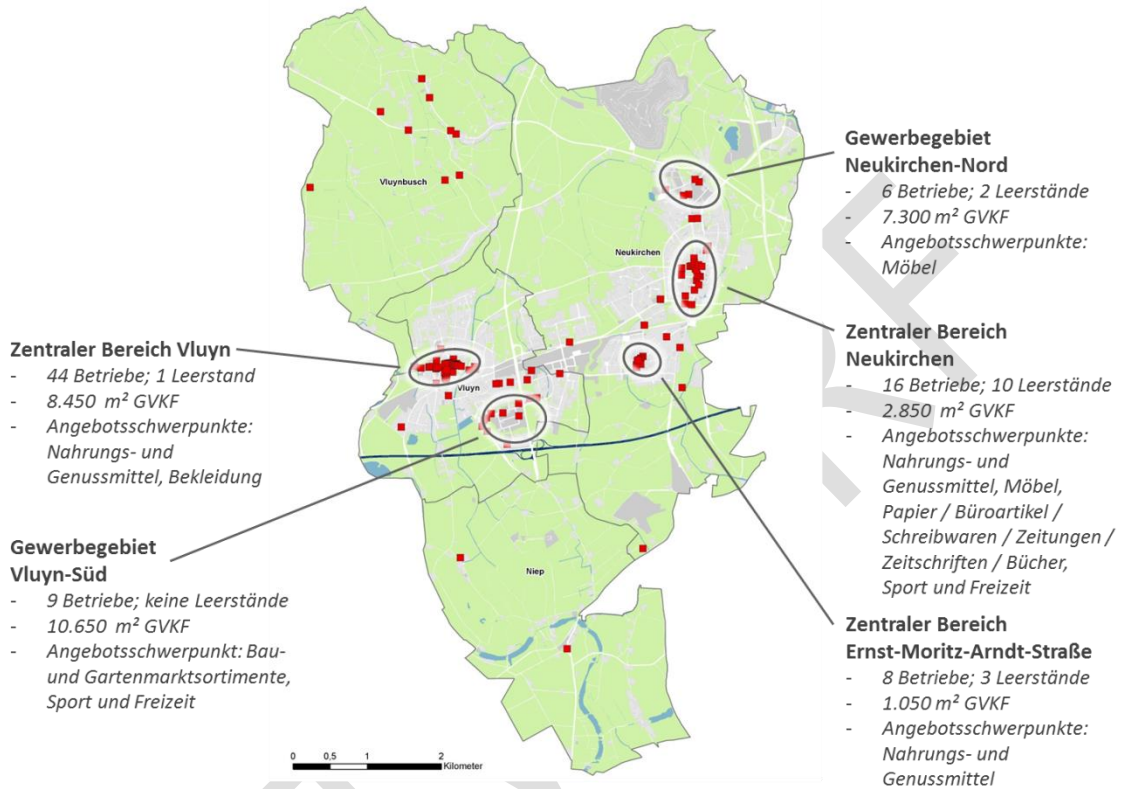 Zentraler Bereich Vluyn
- 44 Betriebe; 1 Leerstand
- 8.450 m² GVKF
- Angebotsschwerpunkte:
Nahrungs- und
Genussmittel, Bekleidung
Gewerbegebiet
Vluyn-Süd
- 9 Betriebe; keine Leerstände
- 10.650 m² GVKF
- Angebotsschwerpunkt: Bau-
und Gartenmarktsortimente,
Sport und Freizeit
Vluynbusch
Neukirchen
Vluyn
Niep
0 0,5 1 2
Kilometer
Gewerbegebiet
Neukirchen-Nord
- 6 Betriebe; 2 Leerstände
- 7.300 m² GVKF
- Angebotsschwerpunkte:
Möbel
Zentraler Bereich
Neukirchen
- 16 Betriebe; 10 Leerstände
- 2.850 m² GVKF
- Angebotsschwerpunkte:
Nahrungs- und
Genussmittel, Möbel,
Papier / Büroartikel /
Schreibwaren / Zeitungen /
Zeitschriften / Bücher,
Sport und Freizeit
Zentraler Bereich
Ernst-Moritz-Arndt-Straße
- 8 Betriebe; 3 Leerstände
- 1.050 m² GVKF
- Angebotsschwerpunkte:
Nahrungs- und
Genussmittel